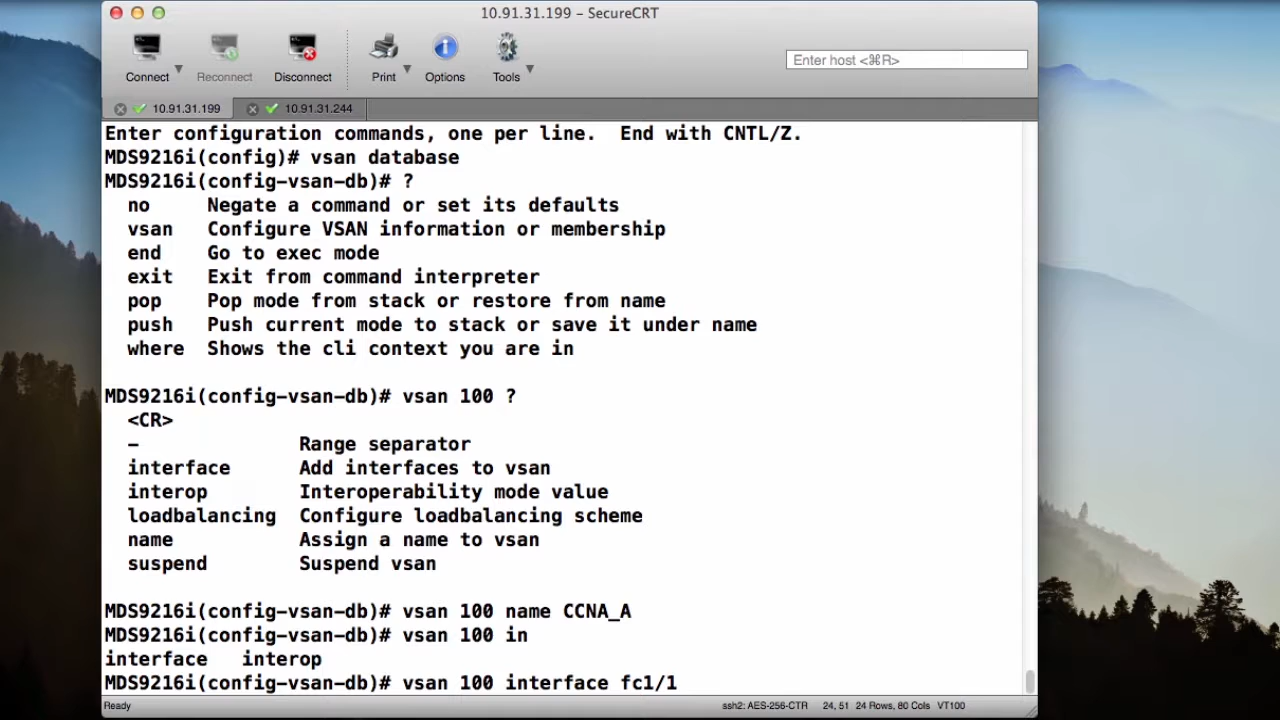 10.91.31.199 – SecureCRT
Connect
Reconnect
Disconnect
Print
Options
Tools
Enter host <⌘R>
10.91.31.199
10.91.31.244
Enter configuration commands, one per line.  End with CNTL/Z.
MDS9216i(config)# vsan database
MDS9216i(config-vsan-db)# ?
  no     Negate a command or set its defaults
  vsan   Configure VSAN information or membership
  end    Go to exec mode
  exit   Exit from command interpreter
  pop    Pop mode from stack or restore from name
  push   Push current mode to stack or save it under name
  where  Shows the cli context you are in
MDS9216i(config-vsan-db)# vsan 100 ?
  <CR>
  -              Range separator
  interface      Add interfaces to vsan
  interop        Interoperability mode value
  loadbalancing  Configure loadbalancing scheme
  name           Assign a name to vsan
  suspend        Suspend vsan
MDS9216i(config-vsan-db)# vsan 100 name CCNA_A
MDS9216i(config-vsan-db)# vsan 100 in
interface   interop
MDS9216i(config-vsan-db)# vsan 100 interface fc1/1
Ready
ssh2: AES-256-CTR
24, 51
24 Rows, 80 Cols
VT100